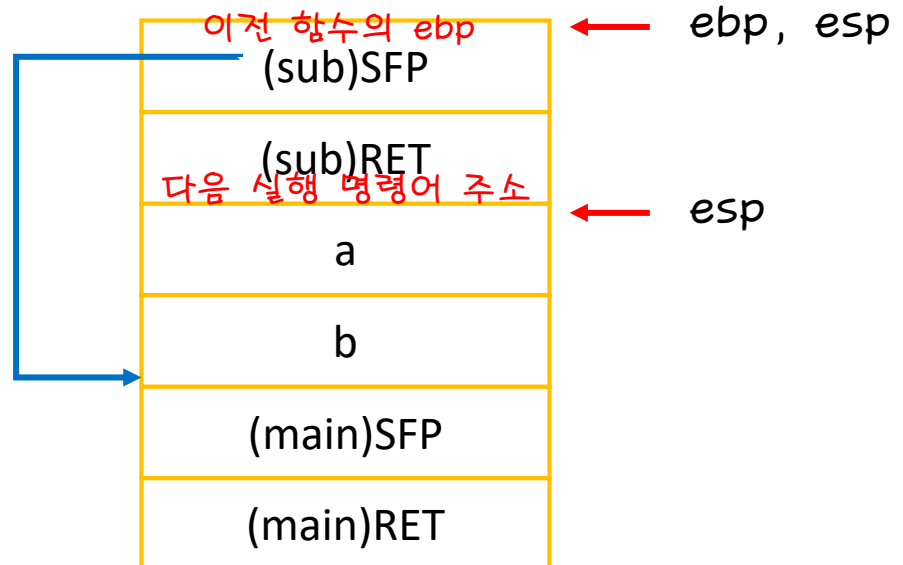 이전 함수의 ebp
ebp, esp
(sub)SFP
(sub)RET
다음 실행 명령어 주소
esp
a
b
(main)SFP
(main)RET